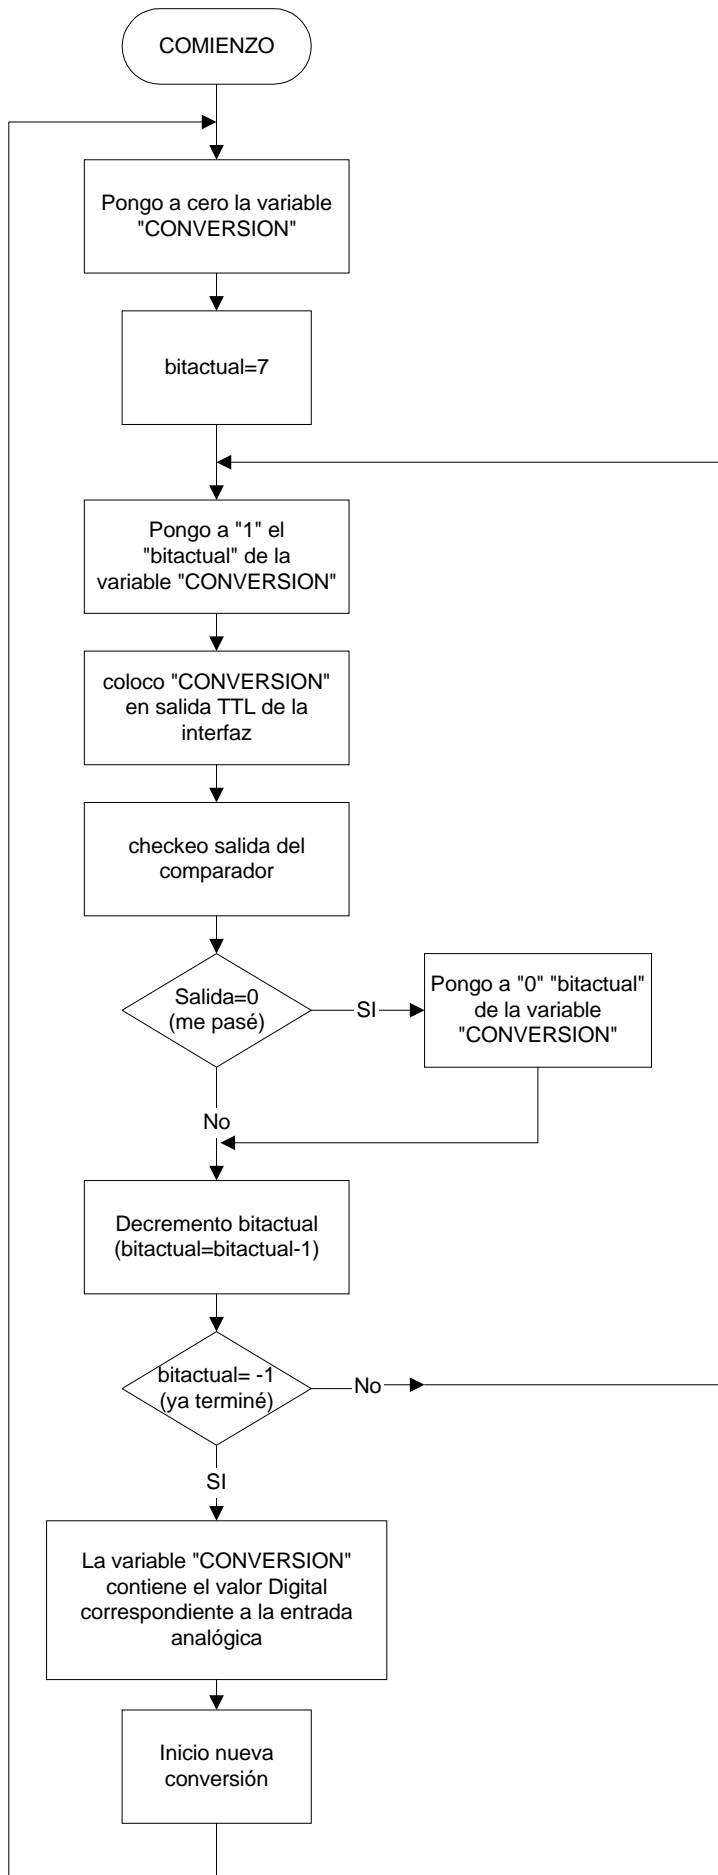 COMIENZO
Pongo a cero la variable
"CONVERSION"
bitactual=7
Pongo a "1" el
"bitactual" de la
variable "CONVERSION"
coloco "CONVERSION"
en salida TTL de la
interfaz
checkeo salida del
comparador
Salida=0
(me pasé)
SI
Pongo a "0" "bitactual"
de la variable
"CONVERSION"
No
Decremento bitactual
(bitactual=bitactual-1)
bitactual= -1
(ya terminé)
No
SI
La variable "CONVERSION"
contiene el valor Digital
correspondiente a la entrada
analógica
Inicio nueva
conversión